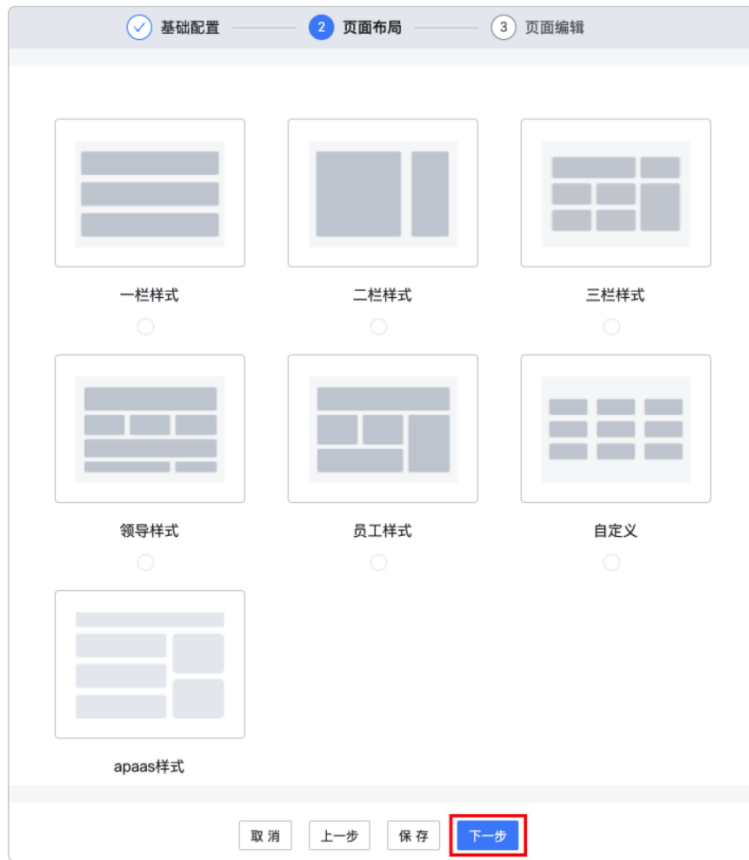 基础配置 2 页面布局 3 页面编辑
一栏样式 二栏样式 三栏样式
领导样式 员工样式 自定义
apaas样式
取消 上一步 保存 下一步